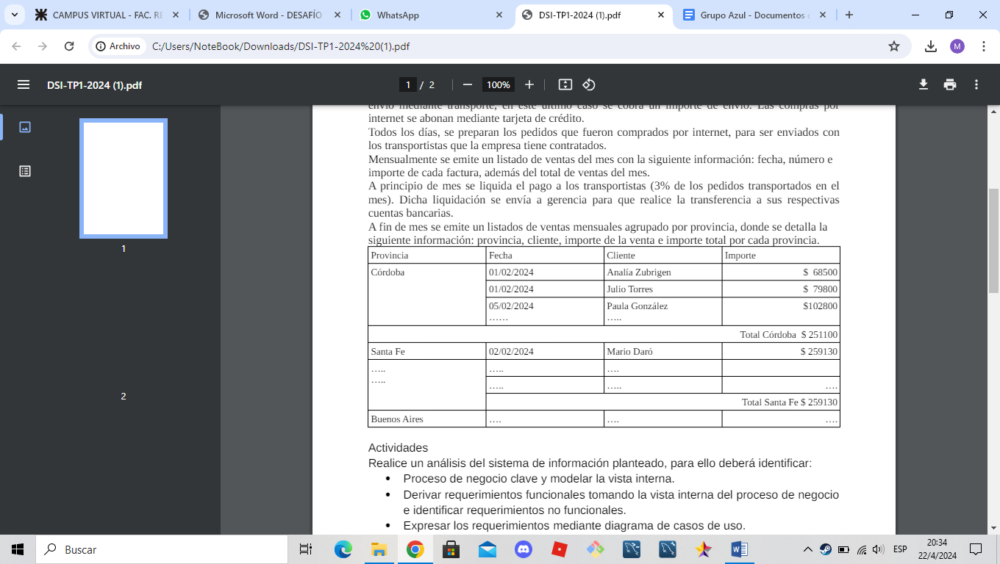 CAMPUS VIRTUAL - FAC. RE
Microsoft Word - DESAFÍO
WhatsApp
DSI-TP1-2024 (1).pdf
Grupo Azul - Documentos
Archivo
C:/Users/NoteBook/Downloads/DSI-TP1-2024%20(1).pdf
M
DSI-TP1-2024 (1).pdf
1 / 2
100%
1
2
envío mediante transporte, en este último caso se cobra un importe de envío. Las compras por
internet se abonan mediante tarjeta de crédito.
Todos los días, se preparan los pedidos que fueron comprados por internet, para ser enviados con
los transportistas que la empresa tiene contratados.
Mensualmente se emite un listado de ventas del mes con la siguiente información: fecha, número e
importe de cada factura, además del total de ventas del mes.
A principio de mes se liquida el pago a los transportistas (3% de los pedidos transportados en el
mes). Dicha liquidación se envía a gerencia para que realice la transferencia a sus respectivas
cuentas bancarias.
A fin de mes se emite un listados de ventas mensuales agrupado por provincia, donde se detalla la
siguiente información: provincia, cliente, importe de la venta e importe total por cada provincia.
Provincia Fecha Cliente Importe
Córdoba 01/02/2024 Analía Zubrigen $ 68500
01/02/2024 Julio Torres $ 79800
05/02/2024 Paula González $102800
…… …..
Total Córdoba $ 251100
Santa Fe 02/02/2024 Mario Daró $ 259130
….. ….. ….
….. ….. ….. ….
Total Santa Fe $ 259130
Buenos Aires …. …. ….
Actividades
Realice un análisis del sistema de información planteado, para ello deberá identificar:
• Proceso de negocio clave y modelar la vista interna.
• Derivar requerimientos funcionales tomando la vista interna del proceso de negocio
e identificar requerimientos no funcionales.
• Expresar los requerimientos mediante diagrama de casos de uso.
Buscar
ESP
20:34
22/4/2024